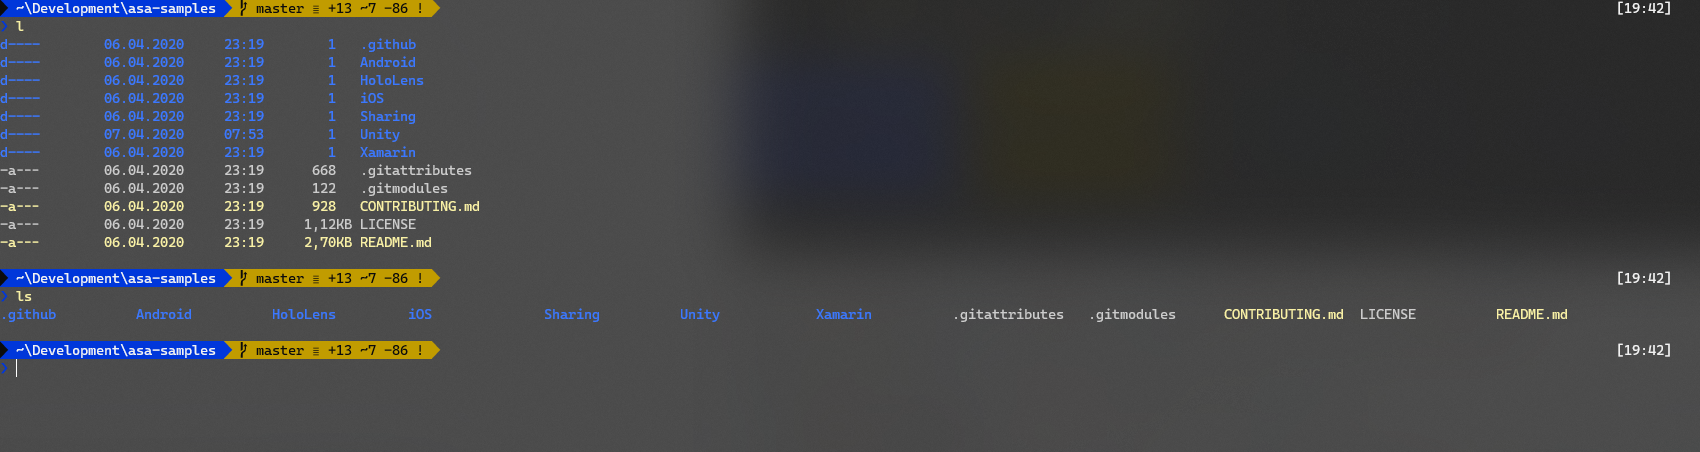 ~\Development\asa-samples master ≡ +13 ~7 -86 ! [19:42]
❯ l
d---- 06.04.2020 23:19 1 .github
d---- 06.04.2020 23:19 1 Android
d---- 06.04.2020 23:19 1 HoloLens
d---- 06.04.2020 23:19 1 iOS
d---- 06.04.2020 23:19 1 Sharing
d---- 07.04.2020 07:53 1 Unity
d---- 06.04.2020 23:19 1 Xamarin
-a--- 06.04.2020 23:19 668 .gitattributes
-a--- 06.04.2020 23:19 122 .gitmodules
-a--- 06.04.2020 23:19 928 CONTRIBUTING.md
-a--- 06.04.2020 23:19 1,12KB LICENSE
-a--- 06.04.2020 23:19 2,70KB README.md
~\Development\asa-samples master ≡ +13 ~7 -86 ! [19:42]
❯ ls
.github Android HoloLens iOS Sharing Unity Xamarin .gitattributes .gitmodules CONTRIBUTING.md LICENSE README.md
~\Development\asa-samples master ≡ +13 ~7 -86 ! [19:42]
❯